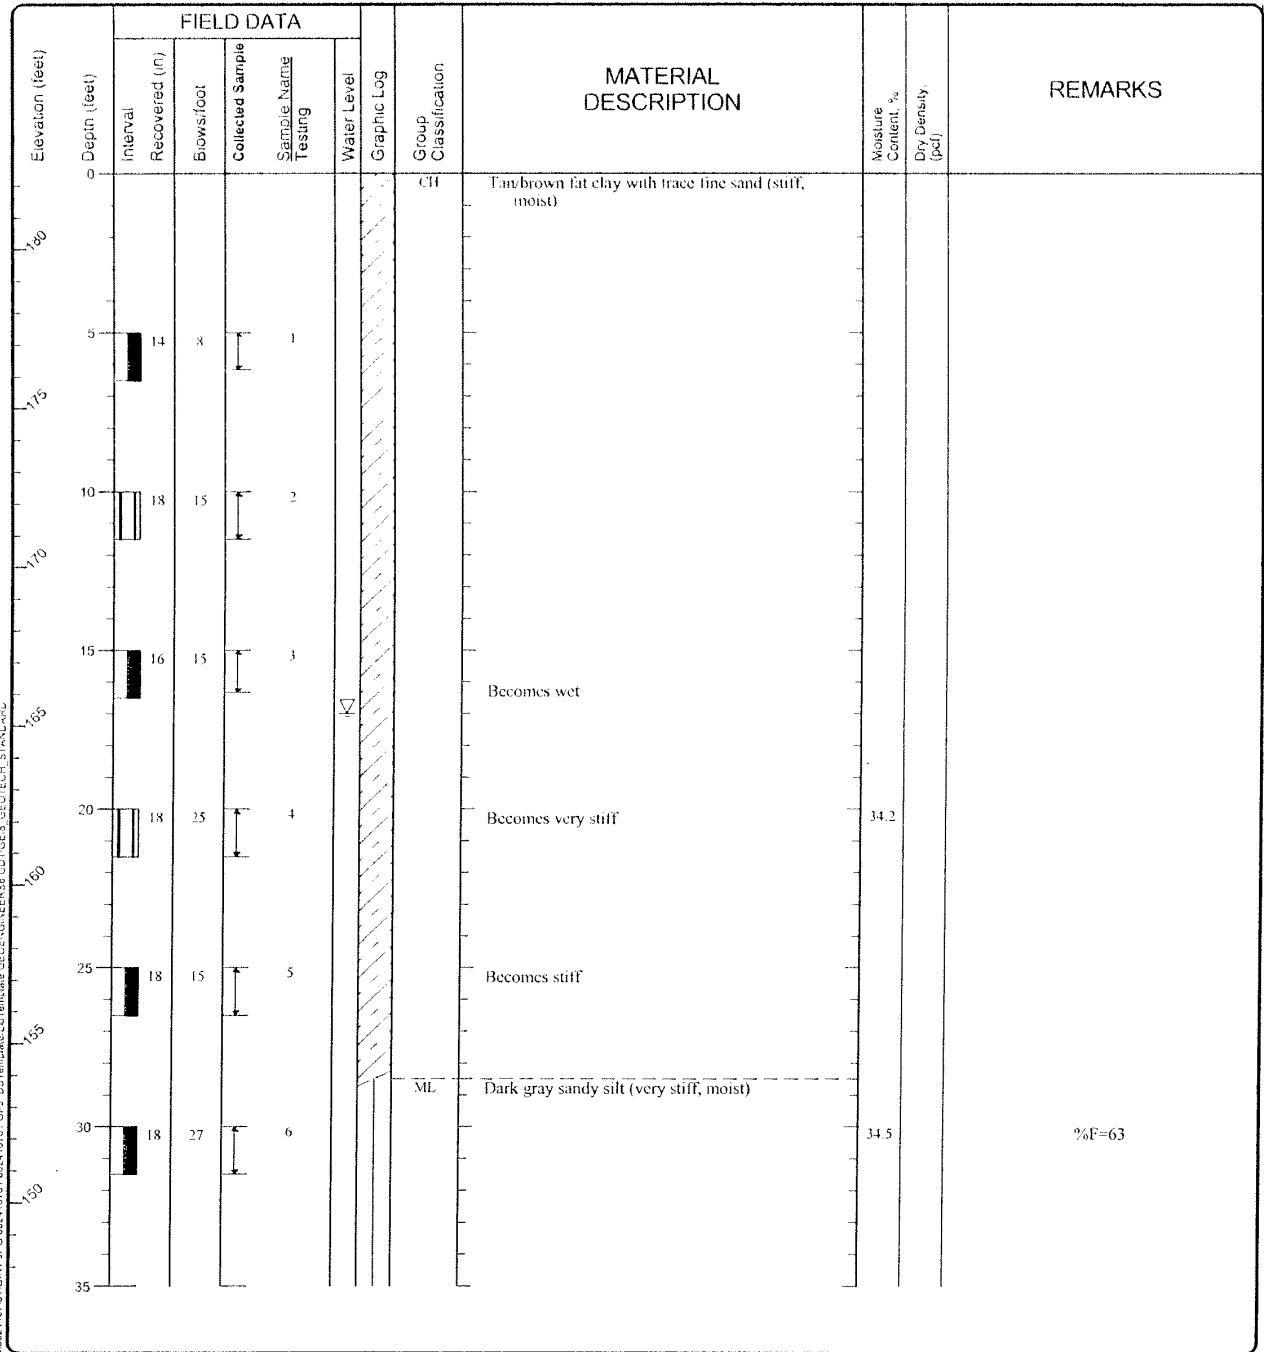 FIELD DATA
Elevation (feet)
Depth (feet)
Interval
Recovered (in)
Blows/foot
Collected Sample
Sample Name
Testing
Water Level
Graphic Log
Group
Classification
MATERIAL
DESCRIPTION
Moisture
Content, %
Dry Density,
(pcf)
REMARKS
0
CH
Tan/brown fat clay with trace fine sand (stiff,
moist)
180
5
14
8
1
175
10
18
15
2
170
15
16
15
3
Becomes wet
165
20
18
25
4
Becomes very stiff
34.2
160
25
18
15
5
Becomes stiff
155
ML
Dark gray sandy silt (very stiff, moist)
30
18
27
6
34.5
%F=63
150
35